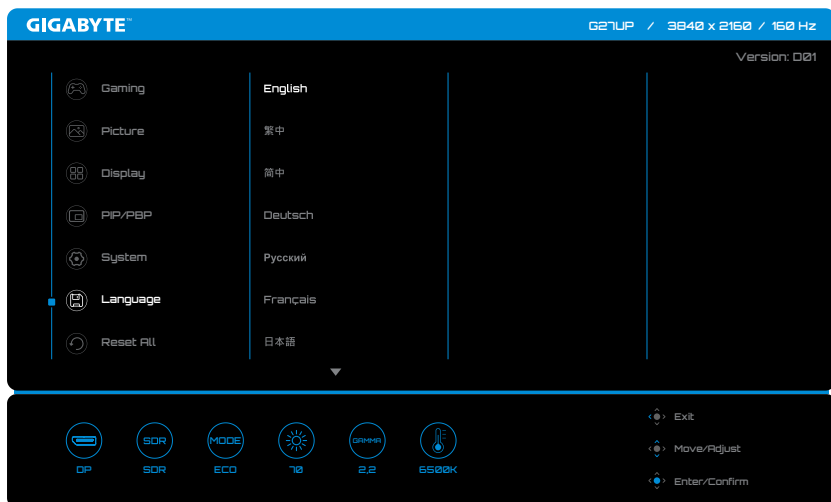 GIGABYTE™ G27UP / 3840 x 2160 / 160 Hz
Version: D01
Gaming English
Picture 繁中
Display 简中
PIP/PBP Deutsch
System Русский
Language Français
Reset All 日本語
Exit
SDR MODE GAMMA
Move/Adjust
DP SDR ECO 70 2.2 6500K
Enter/Confirm